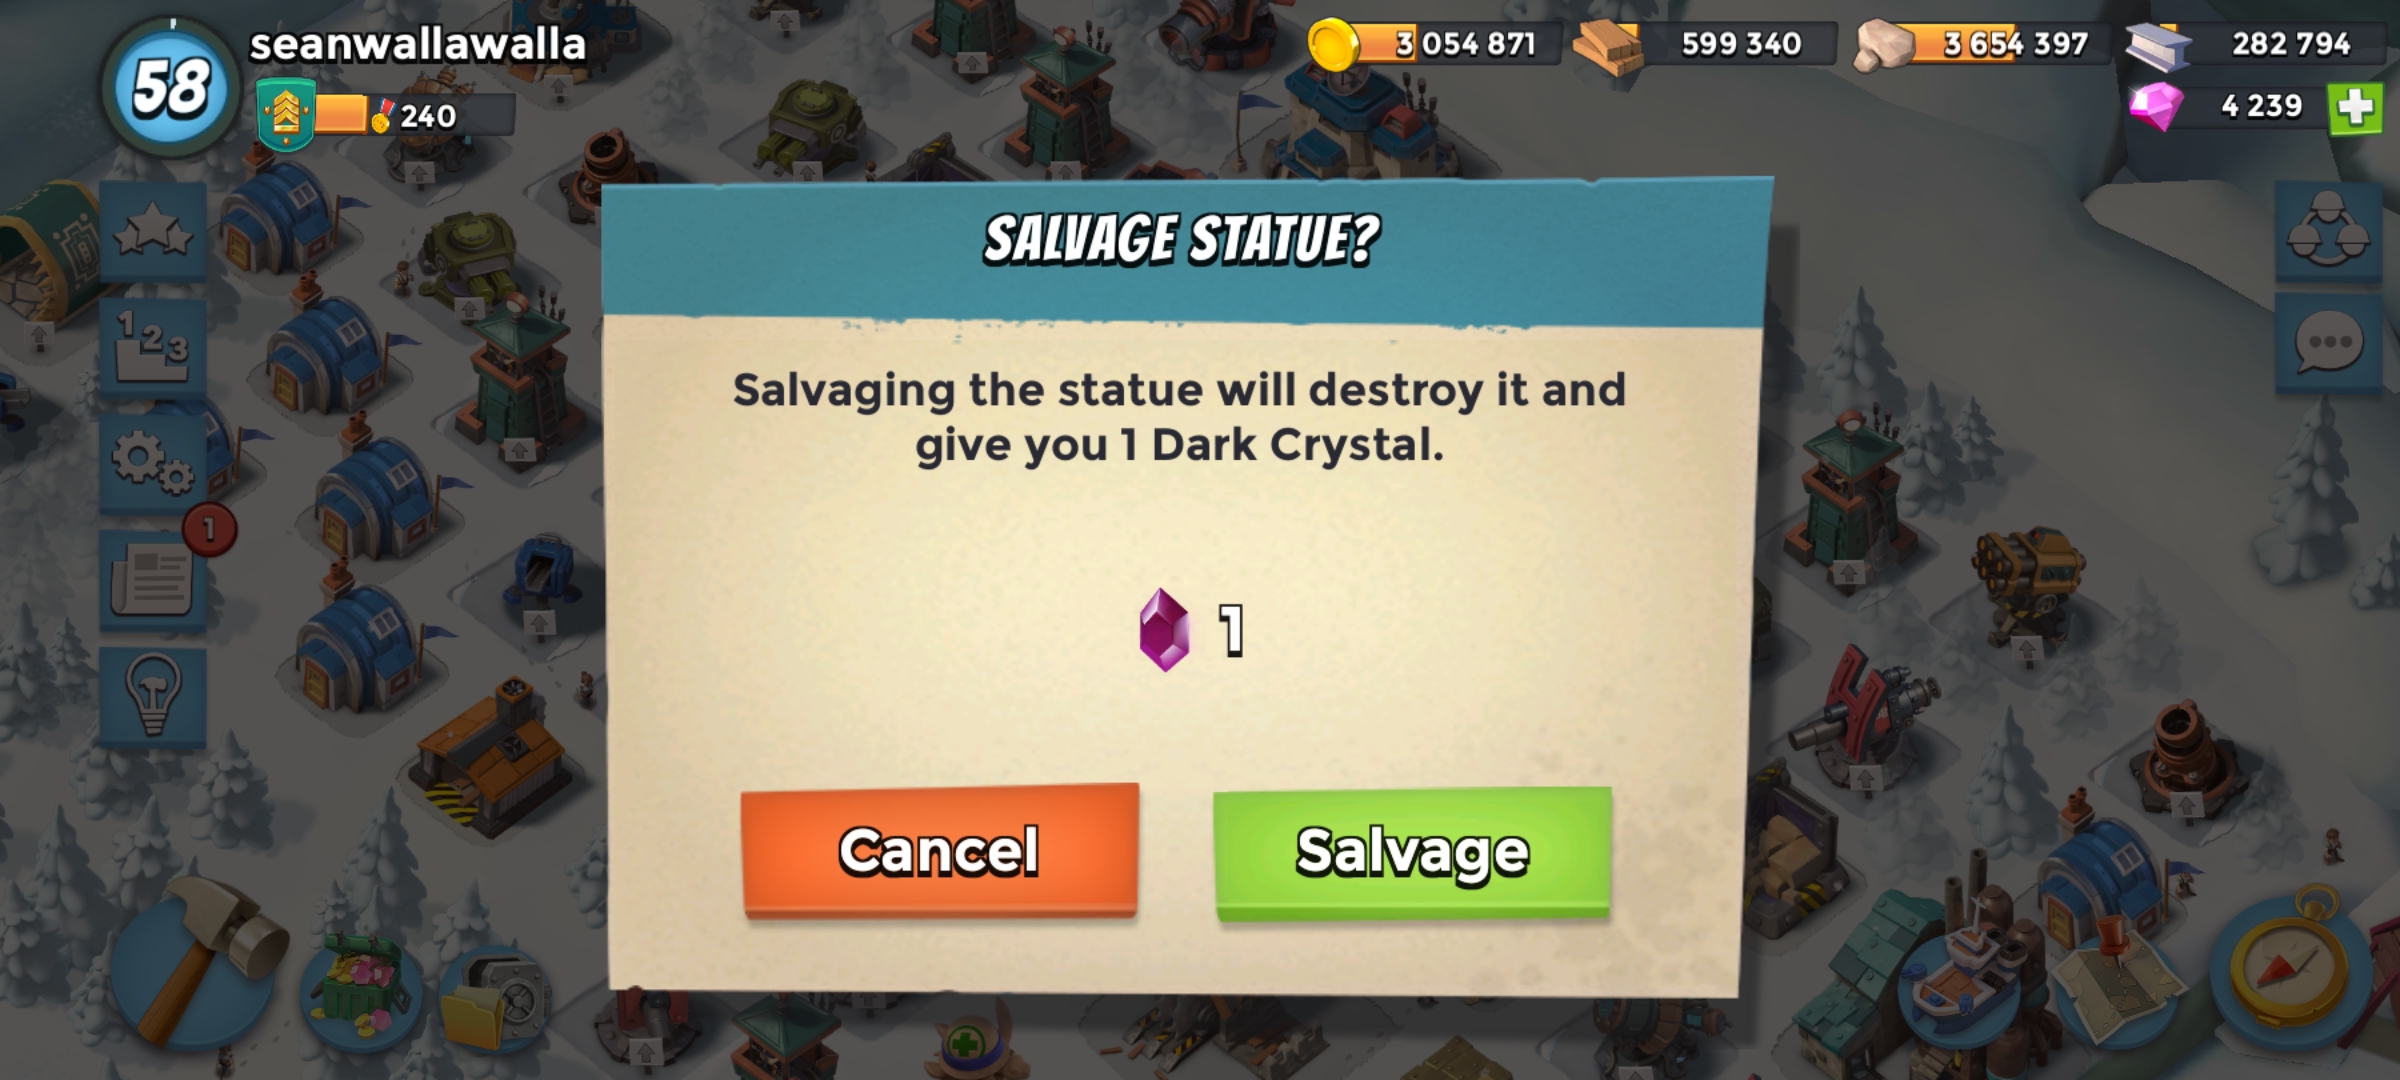 58
seanwallawalla
240
3 054 871
599 340
3 654 397
282 794
4 239
123
1
SALVAGE STATUE?
Salvaging the statue will destroy it and
give you 1 Dark Crystal.
1
Cancel
Salvage